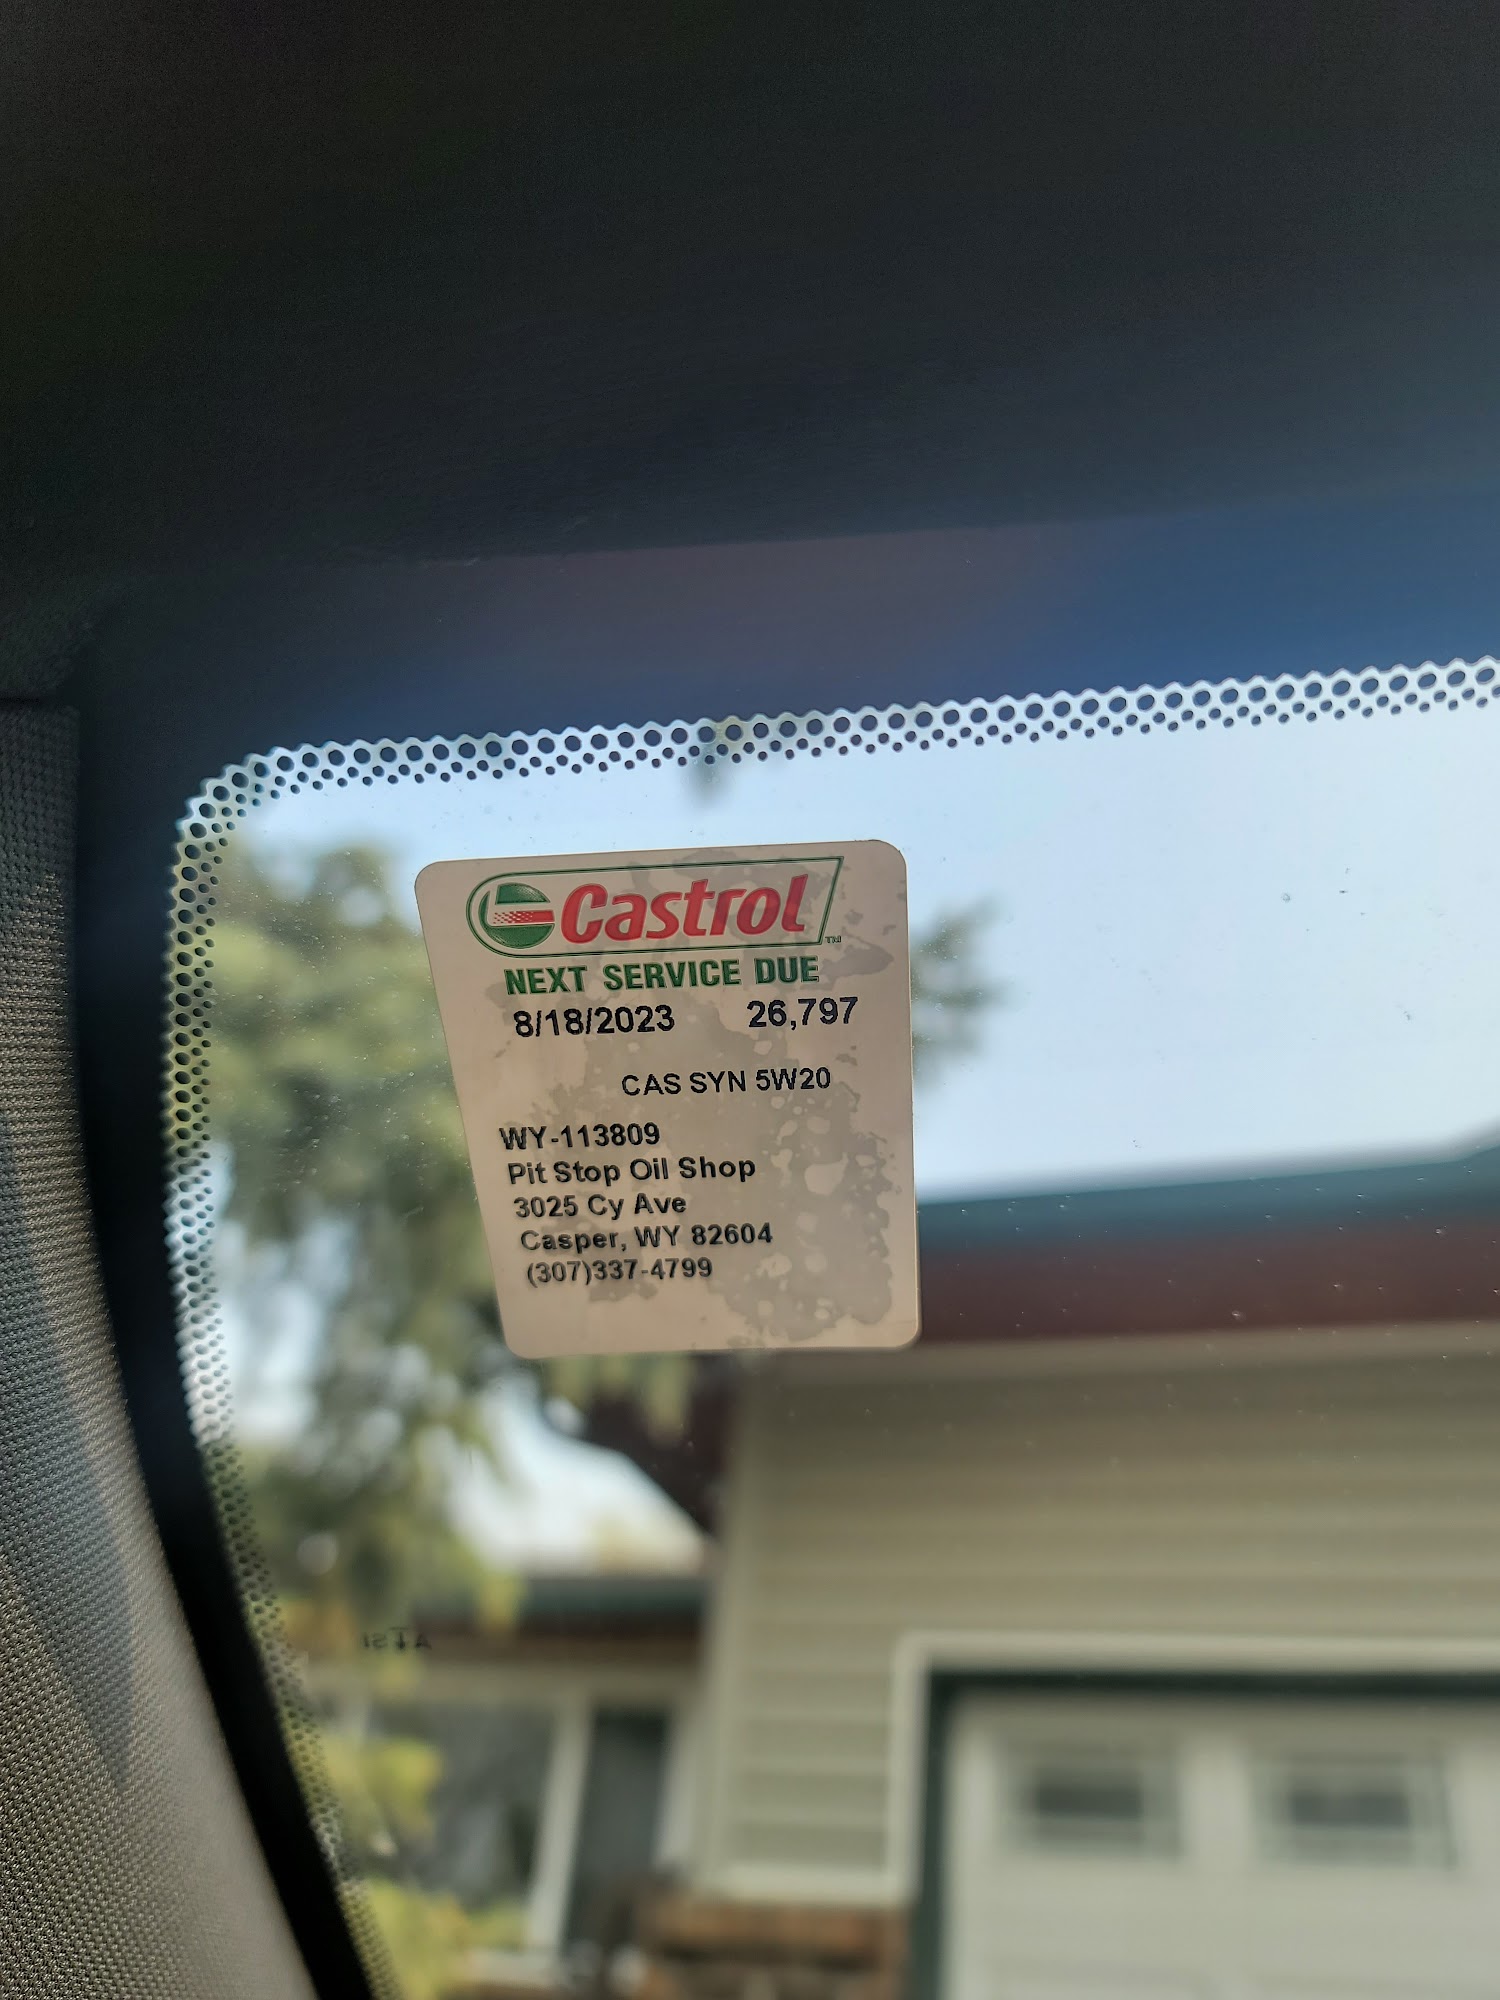 Castrol™
NEXT SERVICE DUE
8/18/2023 26,797
CAS SYN 5W20
WY-113809
Pit Stop Oil Shop
3025 Cy Ave
Casper, WY 82604
(307)337-4799